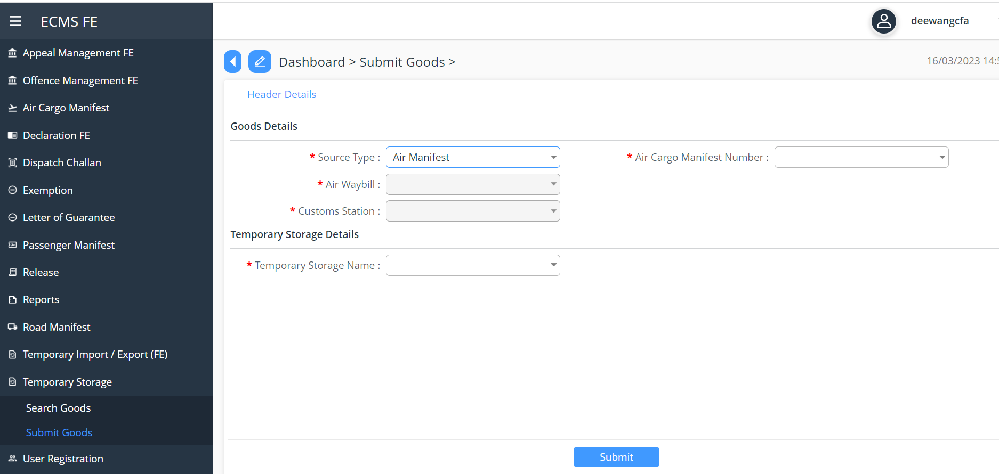 ECMS FE
deewangcfa
Appeal Management FE
Offence Management FE
Air Cargo Manifest
Declaration FE
Dispatch Challan
Exemption
Letter of Guarantee
Passenger Manifest
Release
Reports
Road Manifest
Temporary Import / Export (FE)
Temporary Storage
Search Goods
Submit Goods
User Registration
Dashboard > Submit Goods >
16/03/2023 14:5
Header Details
Goods Details
* Source Type : Air Manifest
* Air Cargo Manifest Number :
* Air Waybill :
* Customs Station :
Temporary Storage Details
* Temporary Storage Name :
Submit